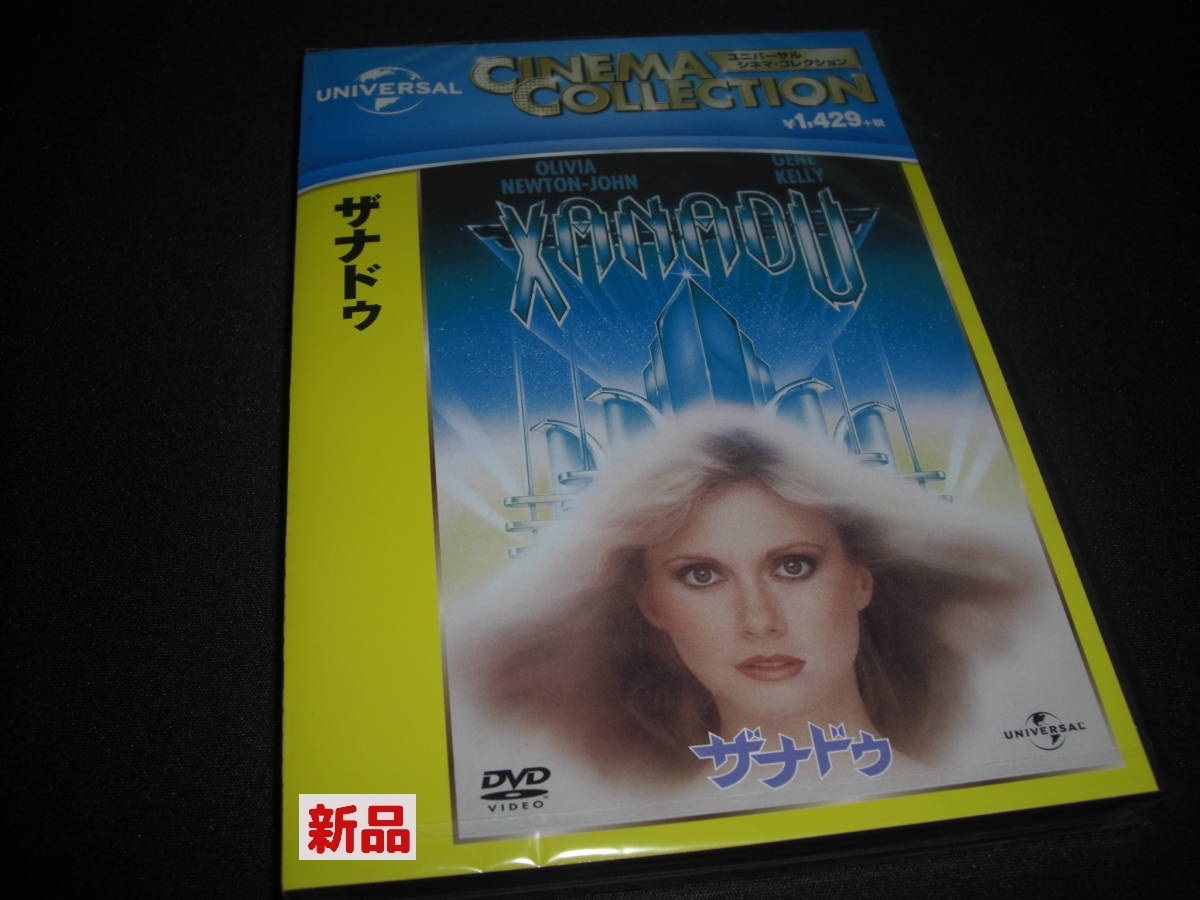 UNIVERSAL
CINEMA
COLLECTION
ユニバーサル
シネマ・コレクション
¥1,429+税
OLIVIA
NEWTON-JOHN
GENE
KELLY
XANADU
ザナドゥ
ザナドゥ
UNIVERSAL
DVD
VIDEO
新品